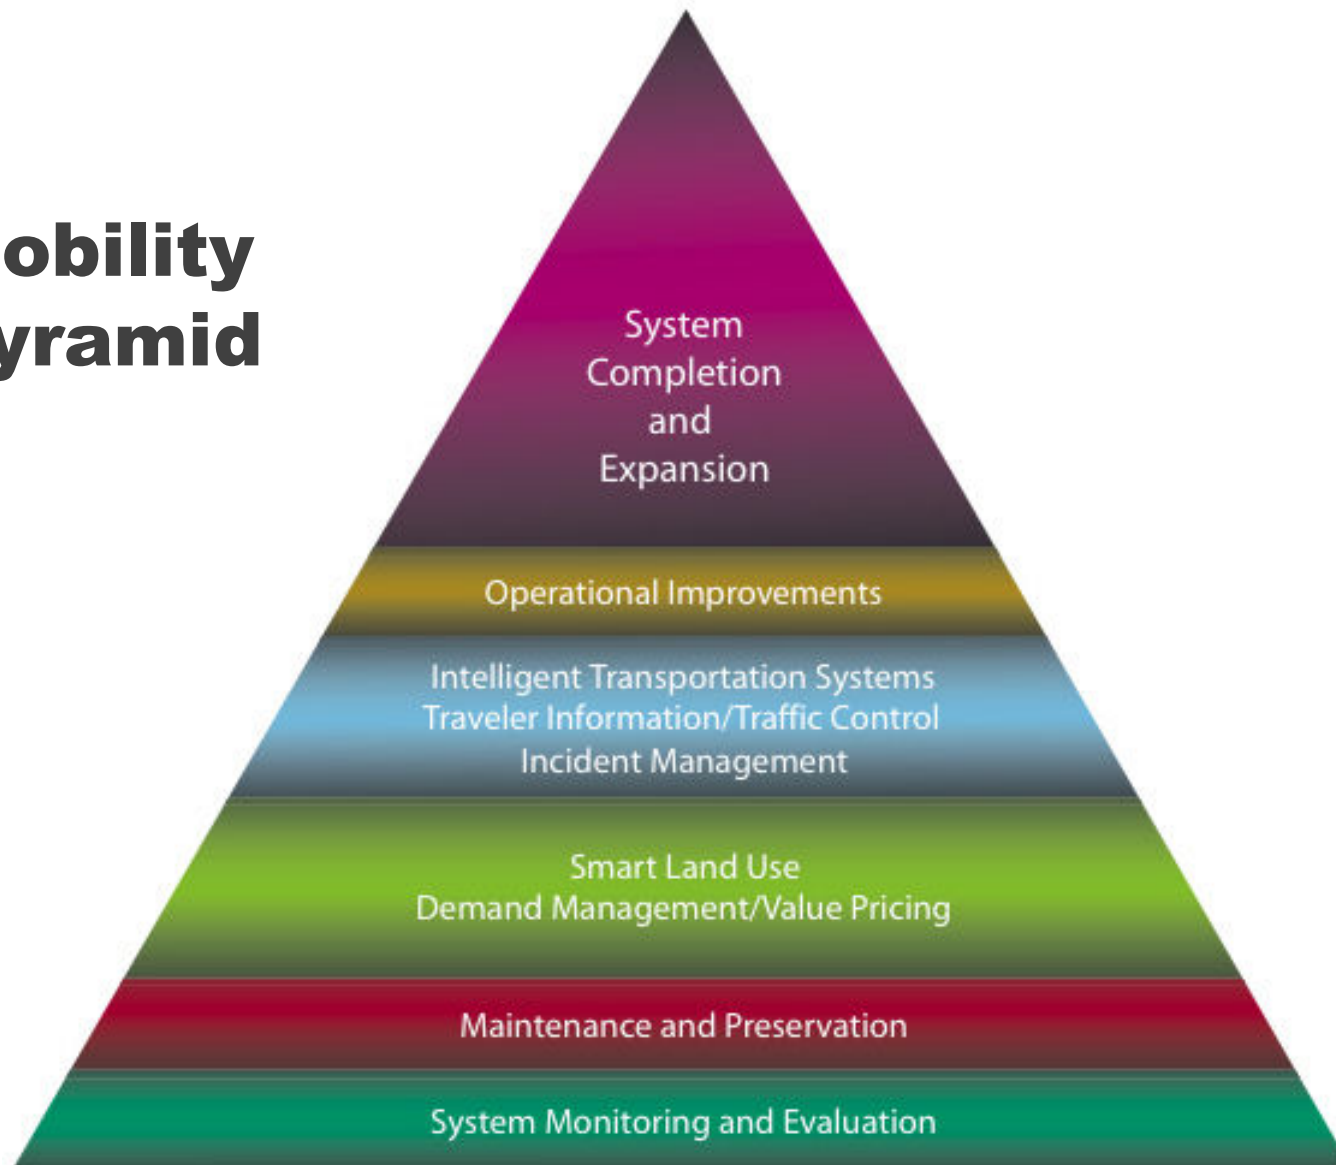 obility
yramid
System
Completion
and
Expansion
Operational Improvements
Intelligent Transportation Systems
Traveler Information/Traffic Control
Incident Management
Smart Land Use
Demand Management/Value Pricing
Maintenance and Preservation
System Monitoring and Evaluation